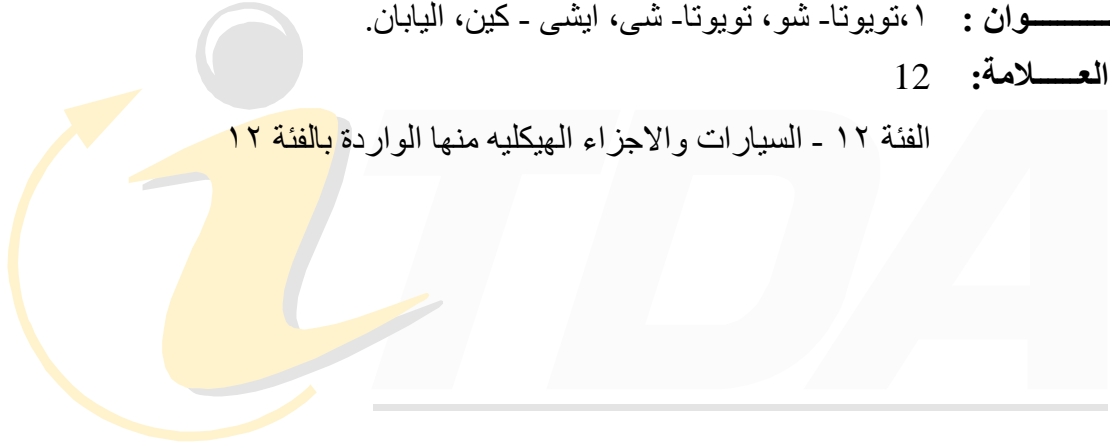 ـــــــوان : ١،تويوتا- شو، تويوتا- شى، ايشى - كين، اليابان.
العـــــلامة: 12
الفئة ١٢ - السيارات والاجزاء الهيكليه منها الواردة بالفئة ١٢
iTDA